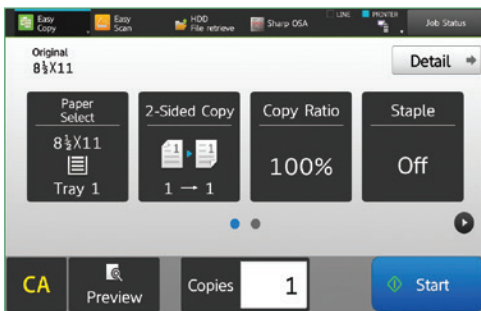 Easy Copy
Easy Scan
HDD File retrieve
Sharp OSA
LINE
PRINTER
Job Status
Original
8½X11
Detail
Paper Select
8½X11
Tray 1
2-Sided Copy
1 1
1 → 1
Copy Ratio
100%
Staple
Off
CA
Preview
Copies
1
Start